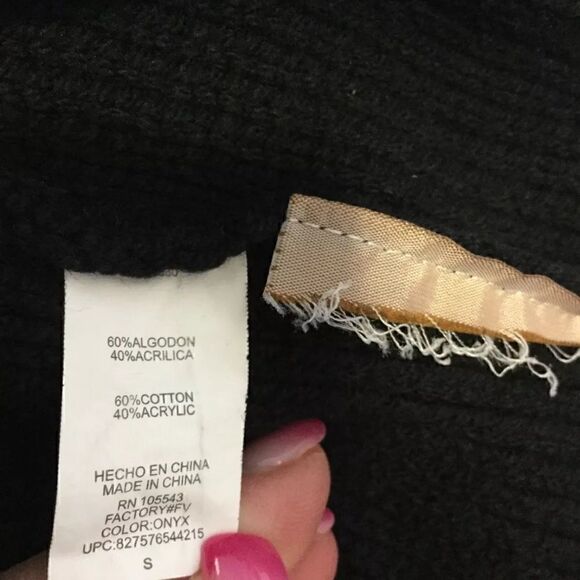 60%ALGODON
40%ACRILICA
60%COTTON
40%ACRYLIC
HECHO EN CHINA
MADE IN CHINA
RN 105543
FACTORY#FV
COLOR:ONYX
UPC:827576544215
S